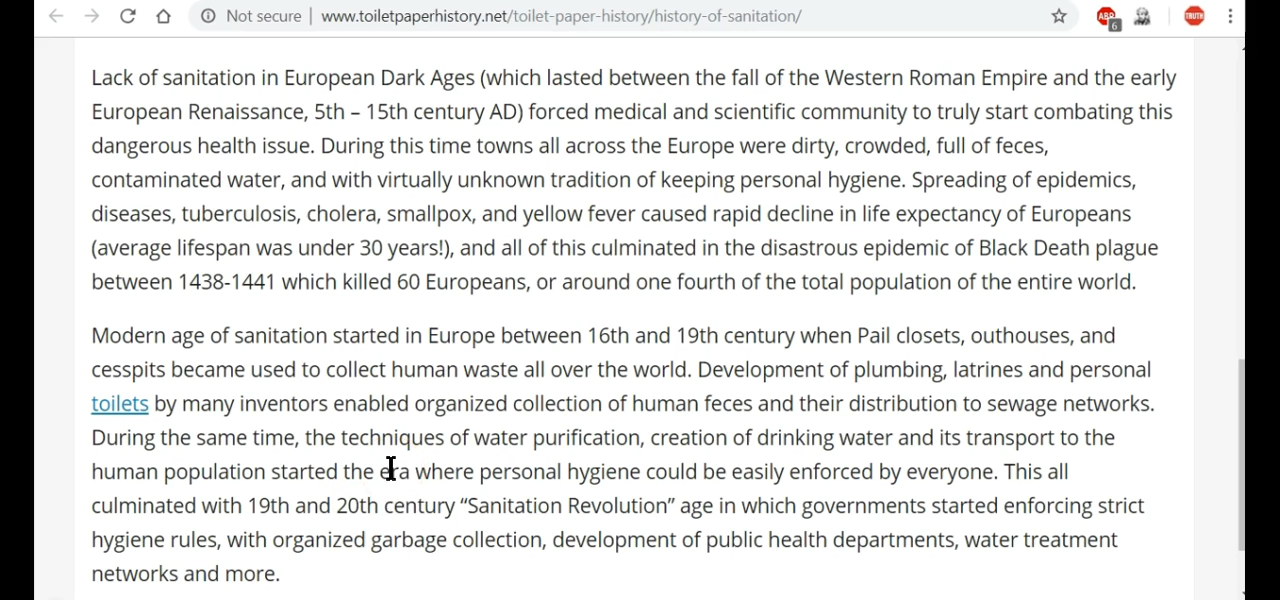 Not secure | www.toiletpaperhistory.net/toilet-paper-history/history-of-sanitation/
ABP
6
TRUTH
Lack of sanitation in European Dark Ages (which lasted between the fall of the Western Roman Empire and the early
European Renaissance, 5th – 15th century AD) forced medical and scientific community to truly start combating this
dangerous health issue. During this time towns all across the Europe were dirty, crowded, full of feces,
contaminated water, and with virtually unknown tradition of keeping personal hygiene. Spreading of epidemics,
diseases, tuberculosis, cholera, smallpox, and yellow fever caused rapid decline in life expectancy of Europeans
(average lifespan was under 30 years!), and all of this culminated in the disastrous epidemic of Black Death plague
between 1438-1441 which killed 60 Europeans, or around one fourth of the total population of the entire world.
Modern age of sanitation started in Europe between 16th and 19th century when Pail closets, outhouses, and
cesspits became used to collect human waste all over the world. Development of plumbing, latrines and personal
toilets by many inventors enabled organized collection of human feces and their distribution to sewage networks.
During the same time, the techniques of water purification, creation of drinking water and its transport to the
human population started the era where personal hygiene could be easily enforced by everyone. This all
culminated with 19th and 20th century “Sanitation Revolution” age in which governments started enforcing strict
hygiene rules, with organized garbage collection, development of public health departments, water treatment
networks and more.